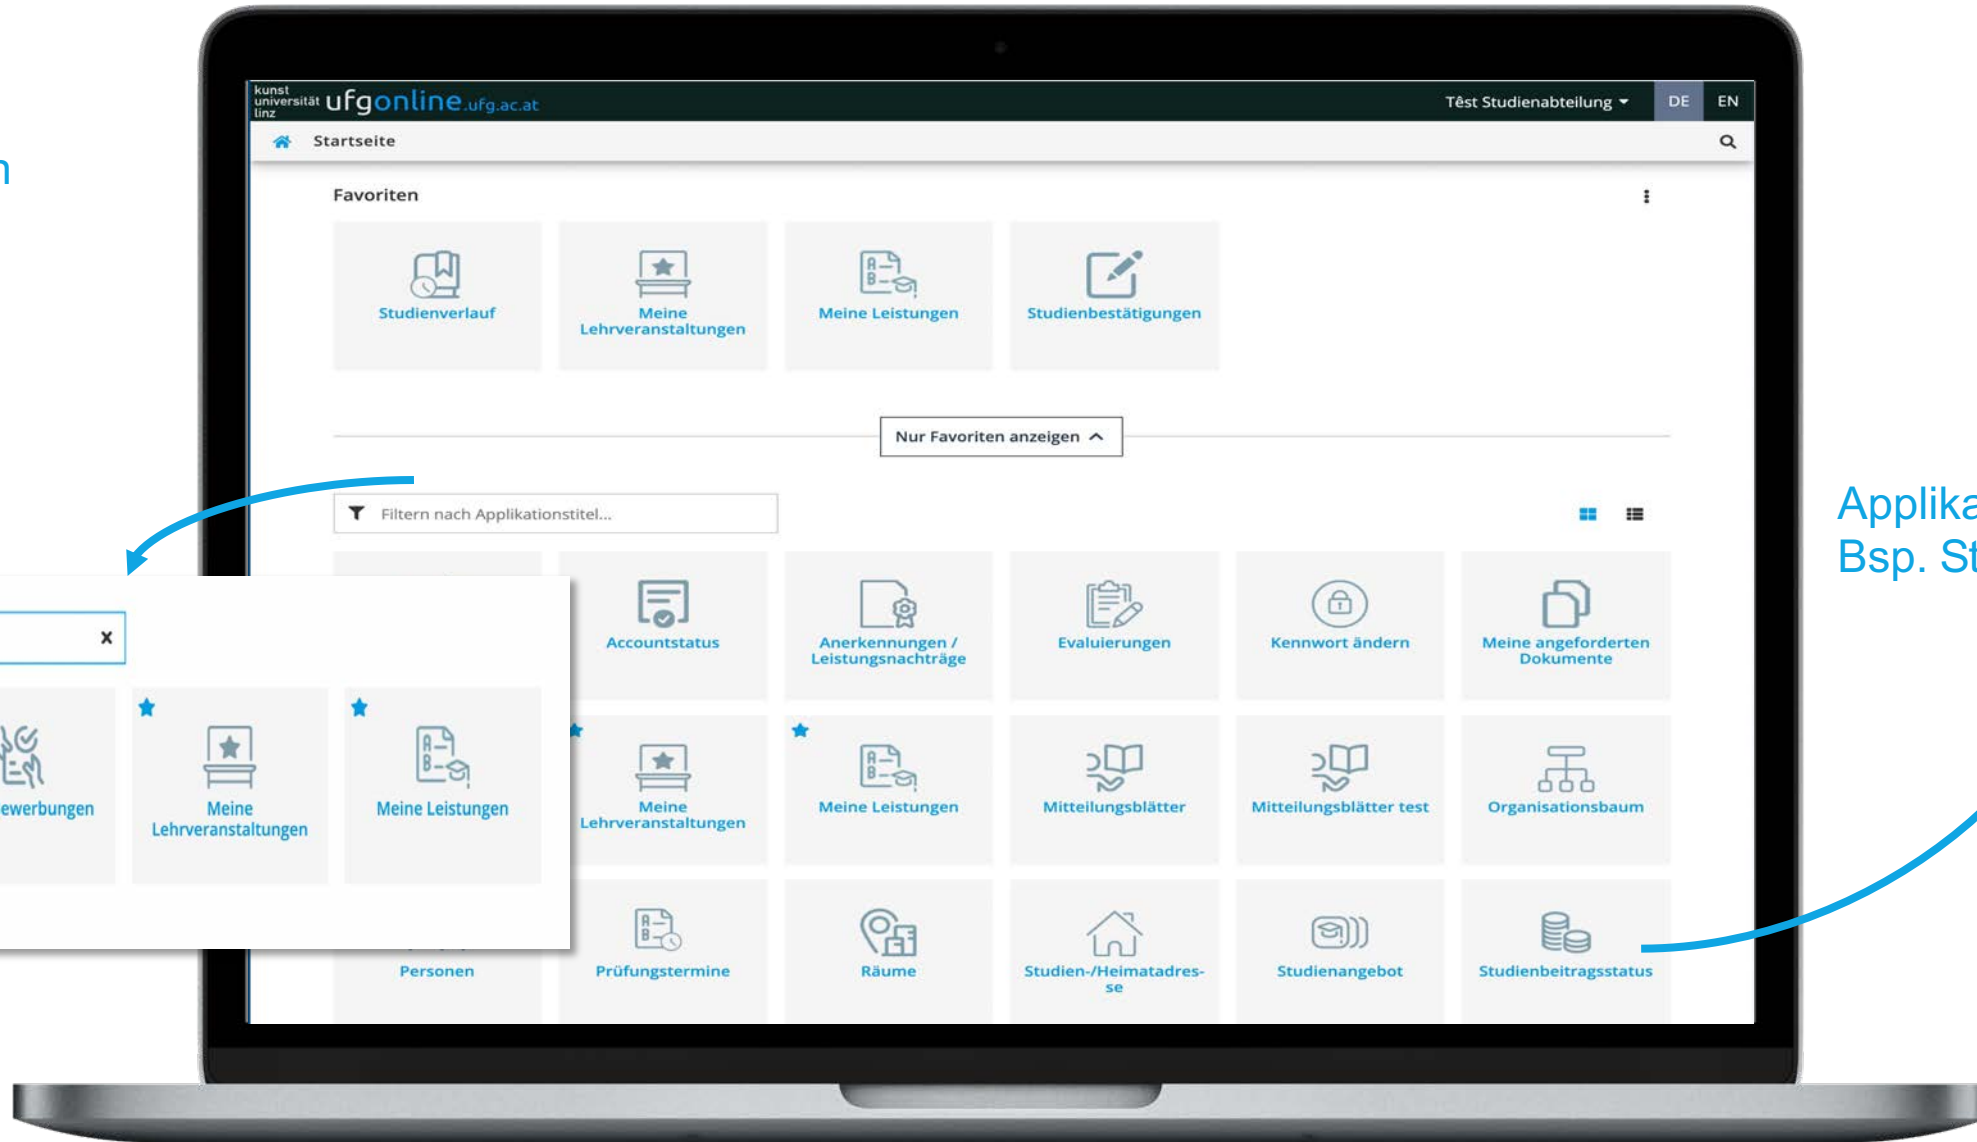 kunst
universität
linz
ufgonline.ufg.ac.at
Têst Studienabteilung
DE
EN
Startseite
Favoriten
Studienverlauf
Meine
Lehrveranstaltungen
Meine Leistungen
Studienbestätigungen
Nur Favoriten anzeigen
Filtern nach Applikationstitel...
Accountstatus
Anerkennungen /
Leistungsnachträge
Evaluierungen
Kennwort ändern
Meine angeforderten
Dokumente
Meine
Lehrveranstaltungen
Meine Leistungen
Mitteilungsblätter
Mitteilungsblätter test
Organisationsbaum
Personen
Prüfungstermine
Räume
Studien-/Heimatadres-
se
Studienangebot
Studienbeitragsstatus
x
ewerbungen
Meine
Lehrveranstaltungen
Meine Leistungen
n
Applika
Bsp. St